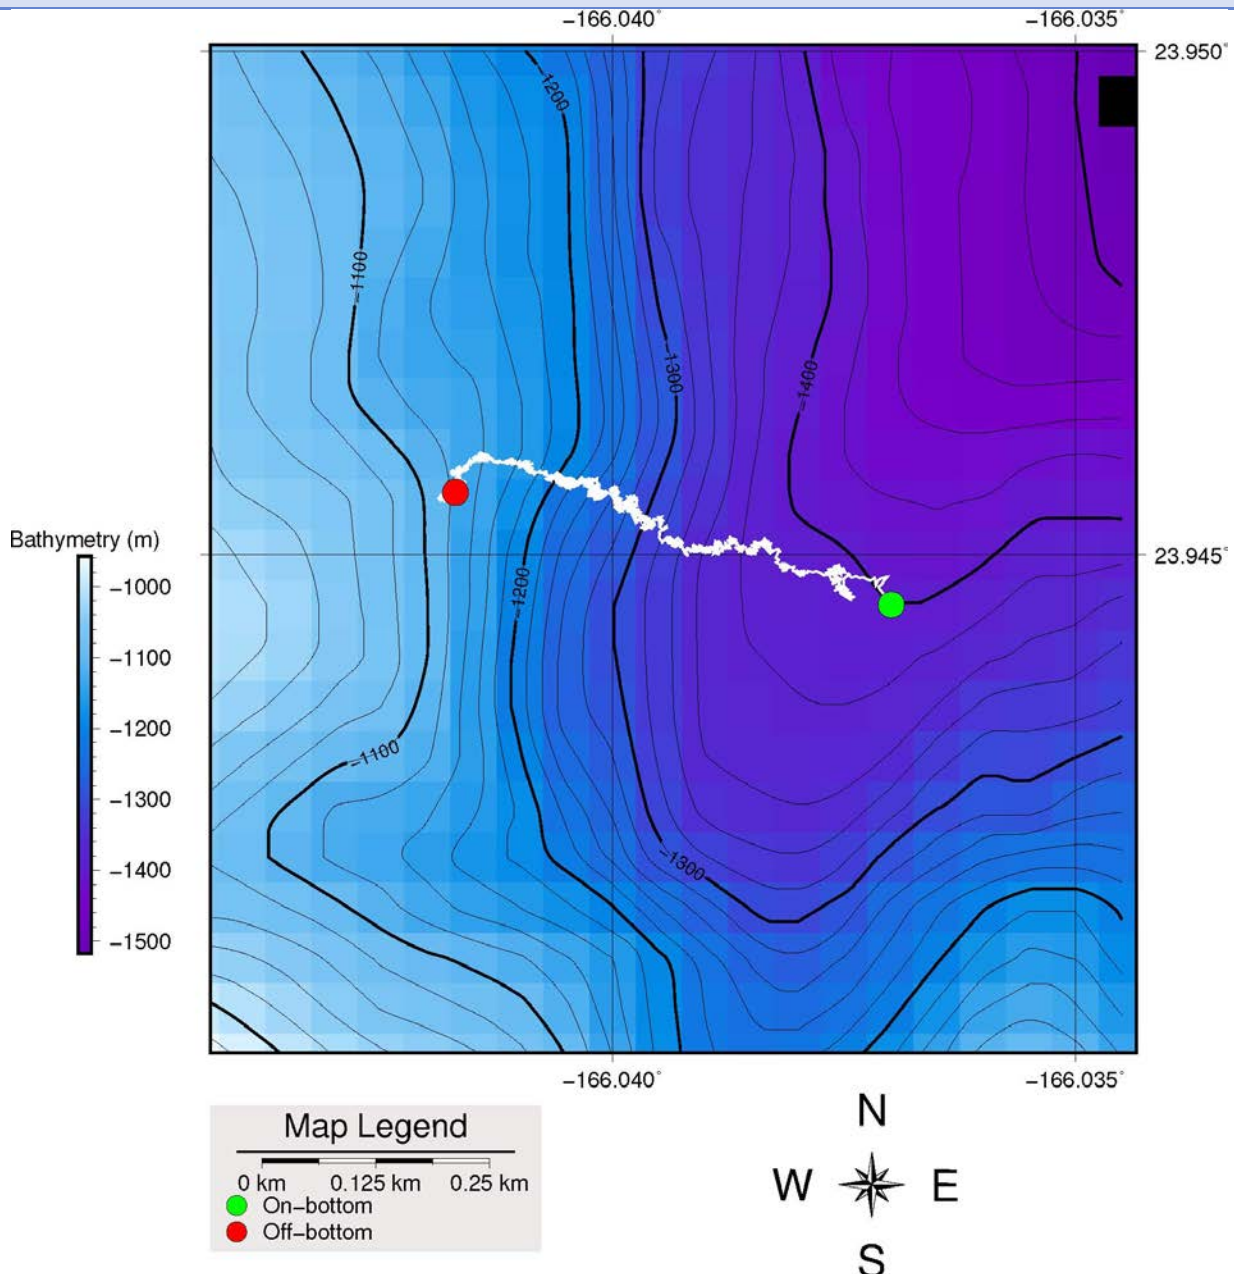 −166.040°
−166.035°
23.950°
−1200
−1100
−1300
−1400
Bathymetry (m)
23.945°
−1000
−1100
−1200
−1300
−1400
−1500
−1200
−1100
−1300
−166.040°
−166.035°
Map Legend
0 km 0.125 km 0.25 km
On−bottom
Off−bottom
N
W E
S